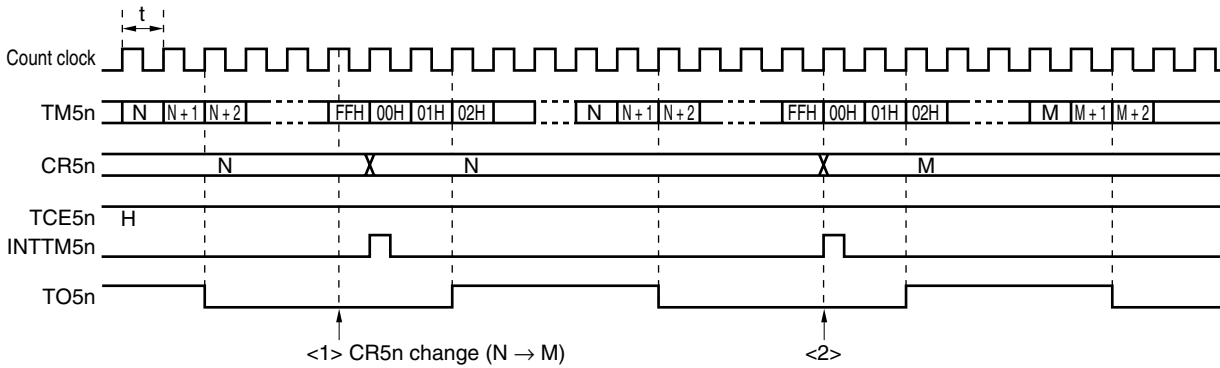 t
Count clock
TM5n N N + 1 N + 2 FFH 00H 01H 02H N N + 1 N + 2 FFH 00H 01H 02H M M + 1 M + 2
CR5n N N M
TCE5n H
INTTM5n
TO5n
<1> CR5n change (N → M) <2>